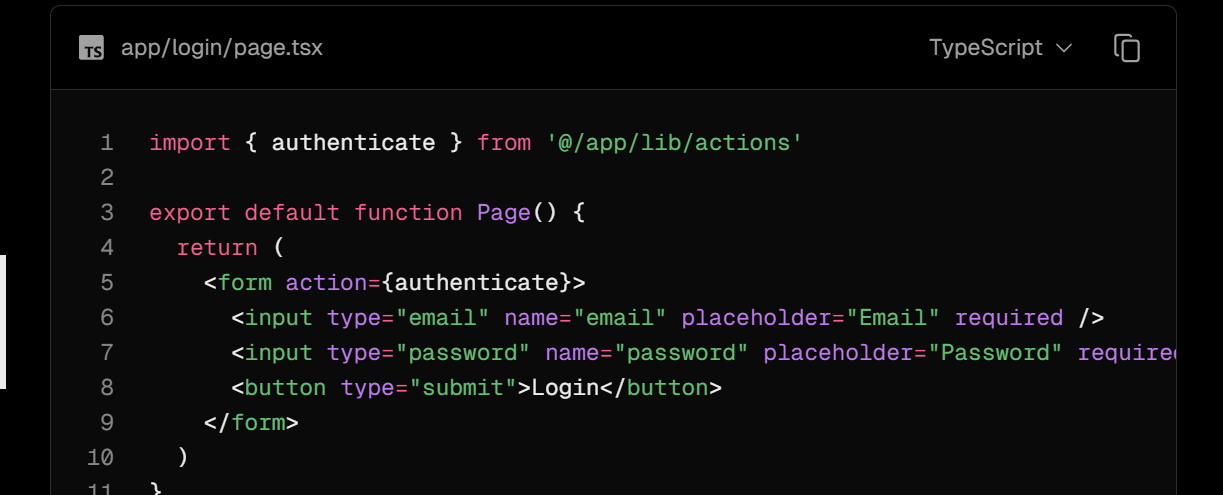 TS app/login/page.tsx TypeScript
1 import { authenticate } from '@/app/lib/actions'
2
3 export default function Page() {
4   return (
5     <form action={authenticate}>
6       <input type="email" name="email" placeholder="Email" required />
7       <input type="password" name="password" placeholder="Password" required
8       <button type="submit">Login</button>
9     </form>
10   )
11 }